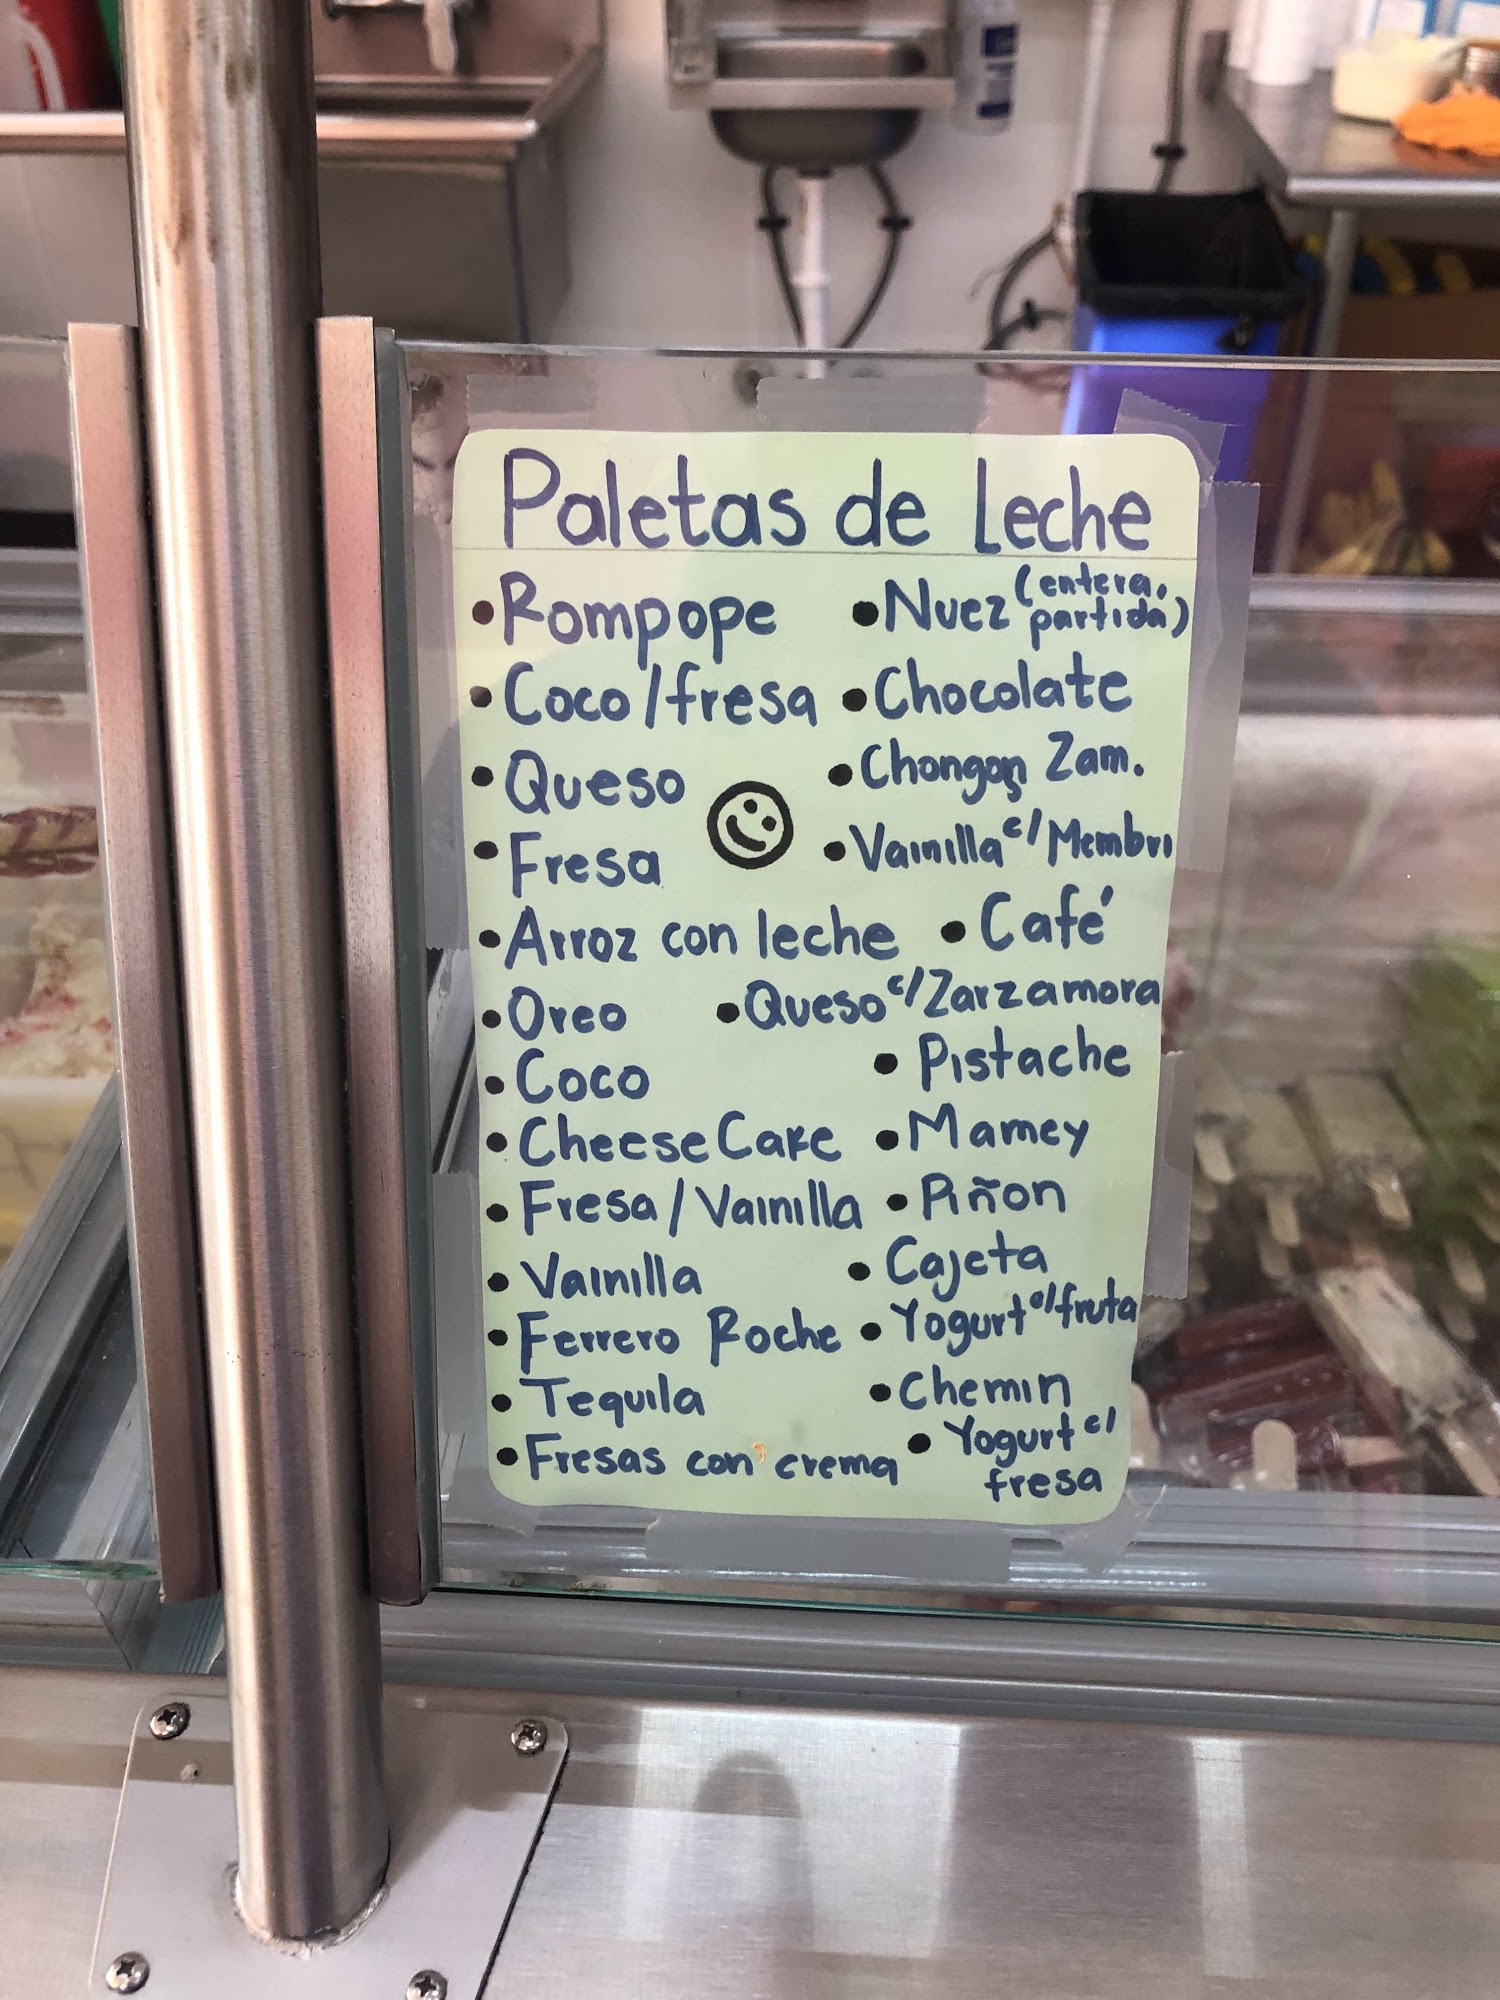 Paletas de Leche
• Rompope
• Coco/fresa
• Queso
• Fresa
• Arroz con leche
• Oreo
• Coco
• CheeseCake
• Fresa/Vainilla
• Vainilla
• Ferrero Roche
• Tequila
• Fresas con crema
• Nuez (entera,
partida)
• Chocolate
• Chongos Zam.
• Vainilla c/Membri
• Café
• Queso c/Zarzamora
• Pistache
• Mamey
• Piñon
• Cajeta
• Yogurt c/fruta
• Chemin
• Yogurt c/
fresa